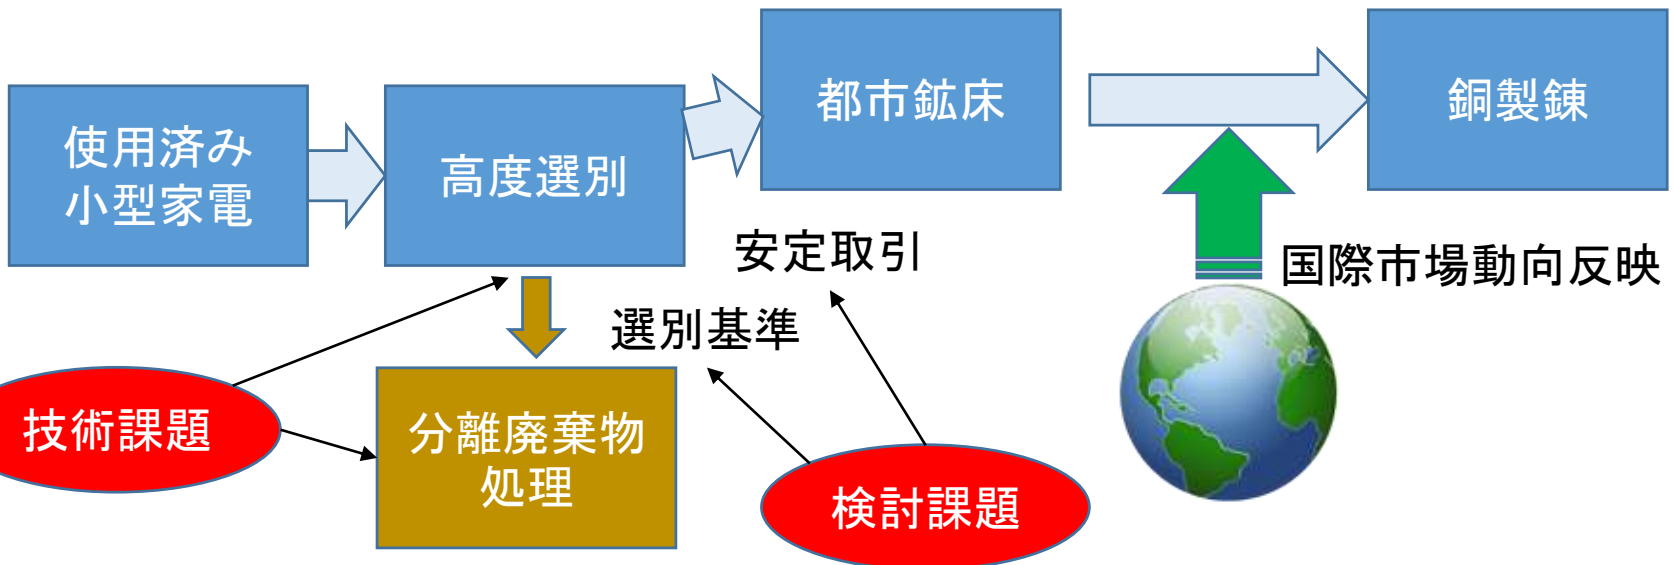 使用済み
小型家電
高度選別
都市鉱床
銅製錬
安定取引
国際市場動向反映
選別基準
技術課題
分離廃棄物
処理
検討課題